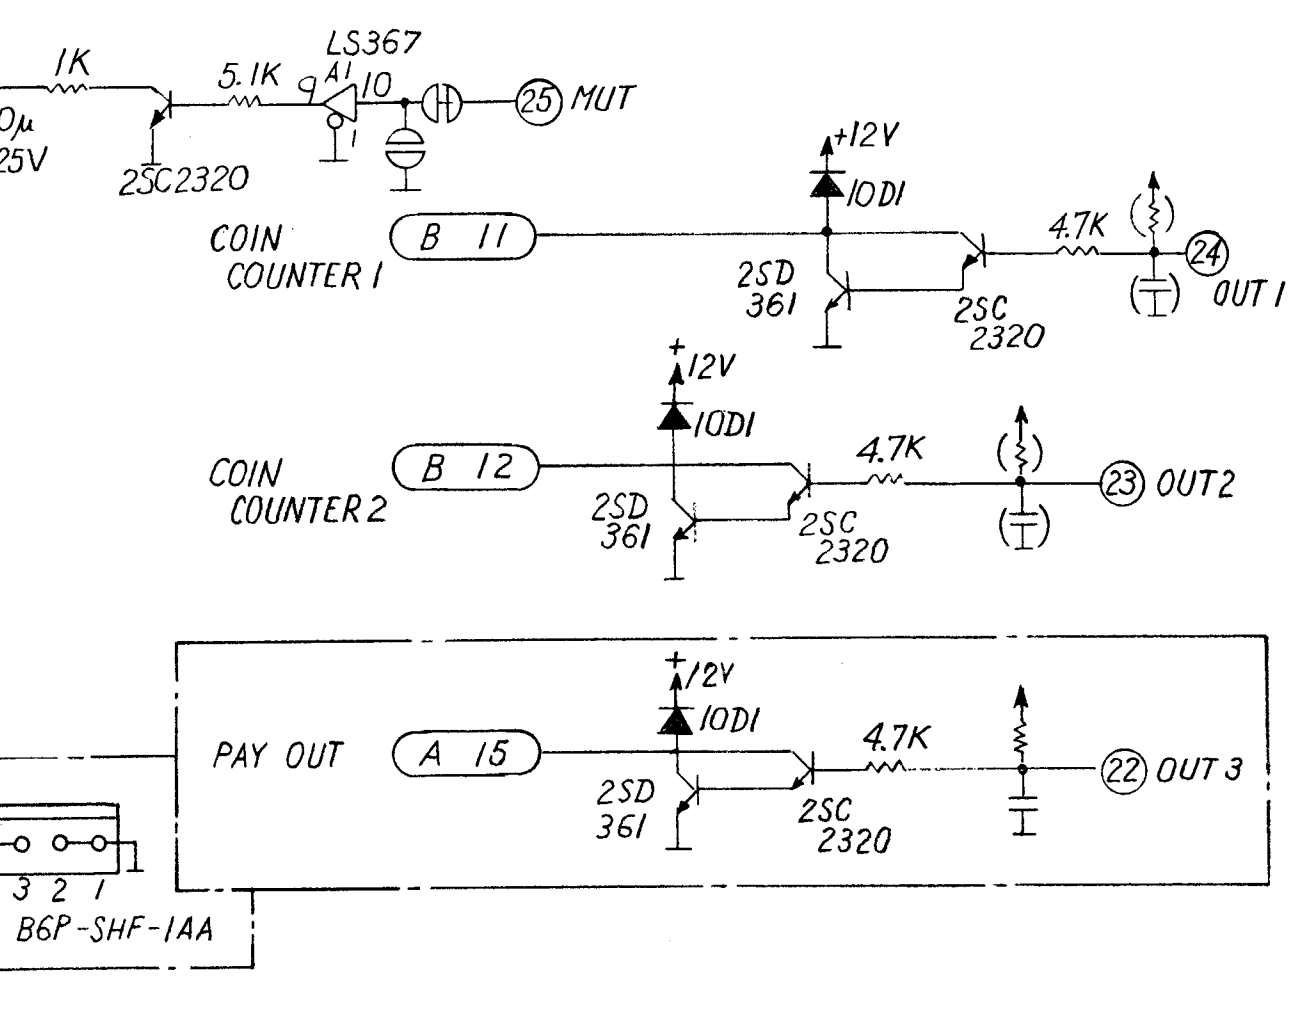 LS367
1K
5.1K
9
A1
10
25
MUT
0μ
25V
1
2SC2320
+12V
10D1
COIN
COUNTER 1
B 11
4.7K
24
OUT 1
2SD
361
2SC
2320
+
12V
10D1
COIN
COUNTER 2
B 12
4.7K
23
OUT2
2SD
361
2SC
2320
+
12V
10D1
PAY OUT
A 15
4.7K
22
OUT 3
2SD
361
2SC
2320
3 2 1
B6P-SHF-1AA